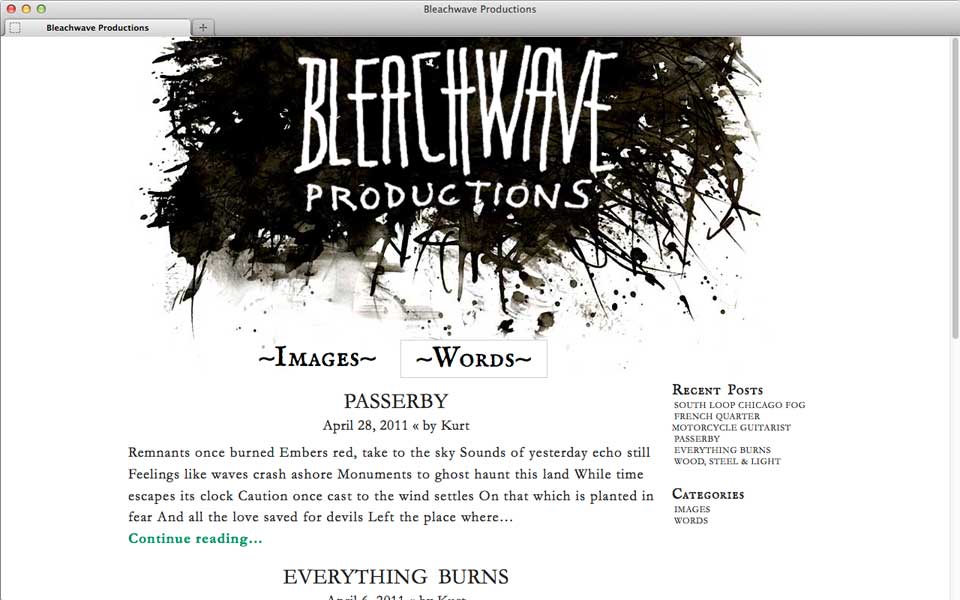 Bleachwave Productions
Bleachwave Productions
BLEACHWAVE
PRODUCTIONS
~Images~ ~Words~
PASSERBY
April 28, 2011 « by Kurt
Remnants once burned Embers red, take to the sky Sounds of yesterday echo still
Feelings like waves crash ashore Monuments to ghost haunt this land While time
escapes its clock Caution once cast to the wind settles On that which is planted in
fear And all the love saved for devils Left the place where…
Continue reading…
EVERYTHING BURNS
April 6, 2011 « by Kurt
Recent Posts
SOUTH LOOP CHICAGO FOG
FRENCH QUARTER
MOTORCYCLE GUITARIST
PASSERBY
EVERYTHING BURNS
WOOD, STEEL & LIGHT
Categories
IMAGES
WORDS